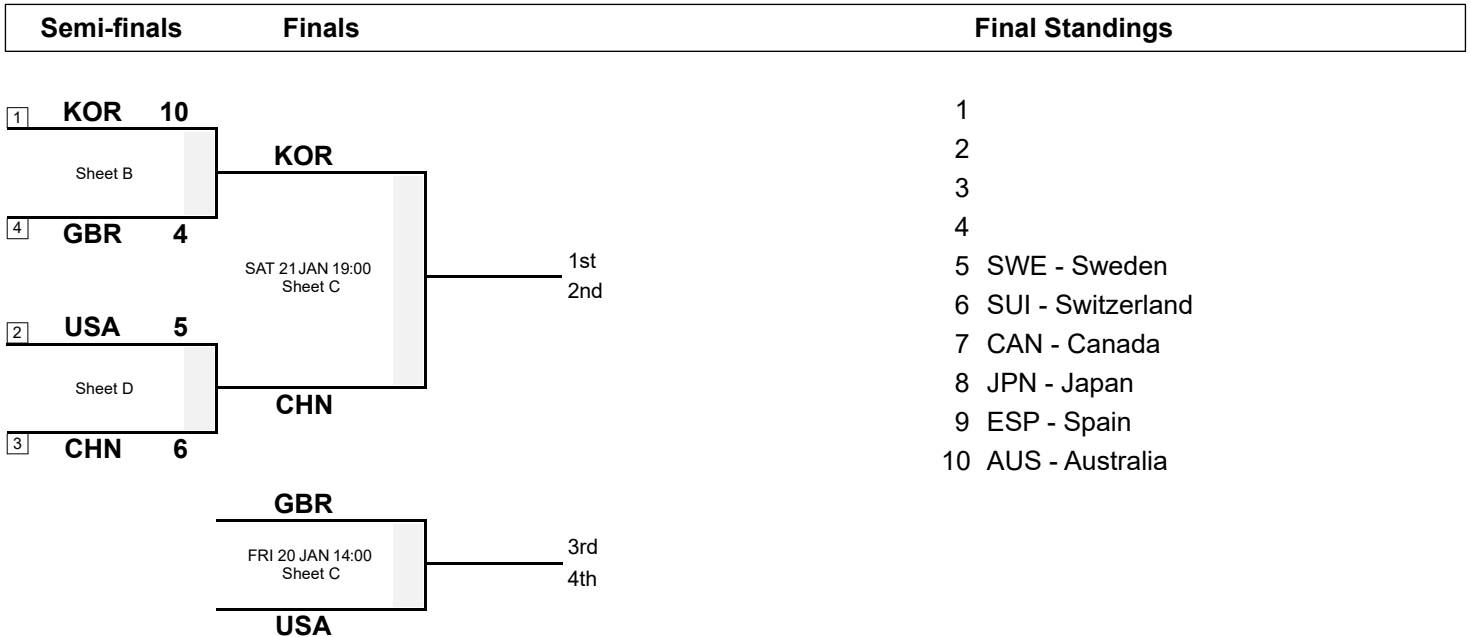 Semi-finals Finals Final Standings
1 KOR 10
Sheet B
4 GBR 4
KOR
SAT 21 JAN 19:00
Sheet C
CHN
1st
2nd
2 USA 5
Sheet D
3 CHN 6
GBR
FRI 20 JAN 14:00
Sheet C
USA
3rd
4th
1
2
3
4
5 SWE - Sweden
6 SUI - Switzerland
7 CAN - Canada
8 JPN - Japan
9 ESP - Spain
10 AUS - Australia